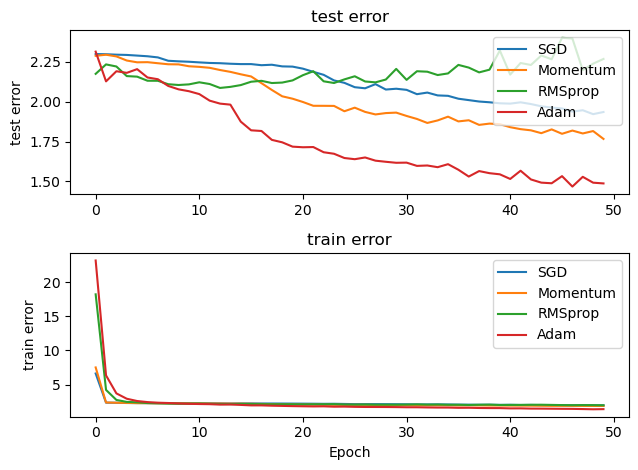 test error
test error
2.25
2.00
1.75
1.50
0
10
20
30
40
50
SGD
Momentum
RMSprop
Adam
train error
train error
20
15
10
5
0
10
20
30
40
50
SGD
Momentum
RMSprop
Adam
Epoch